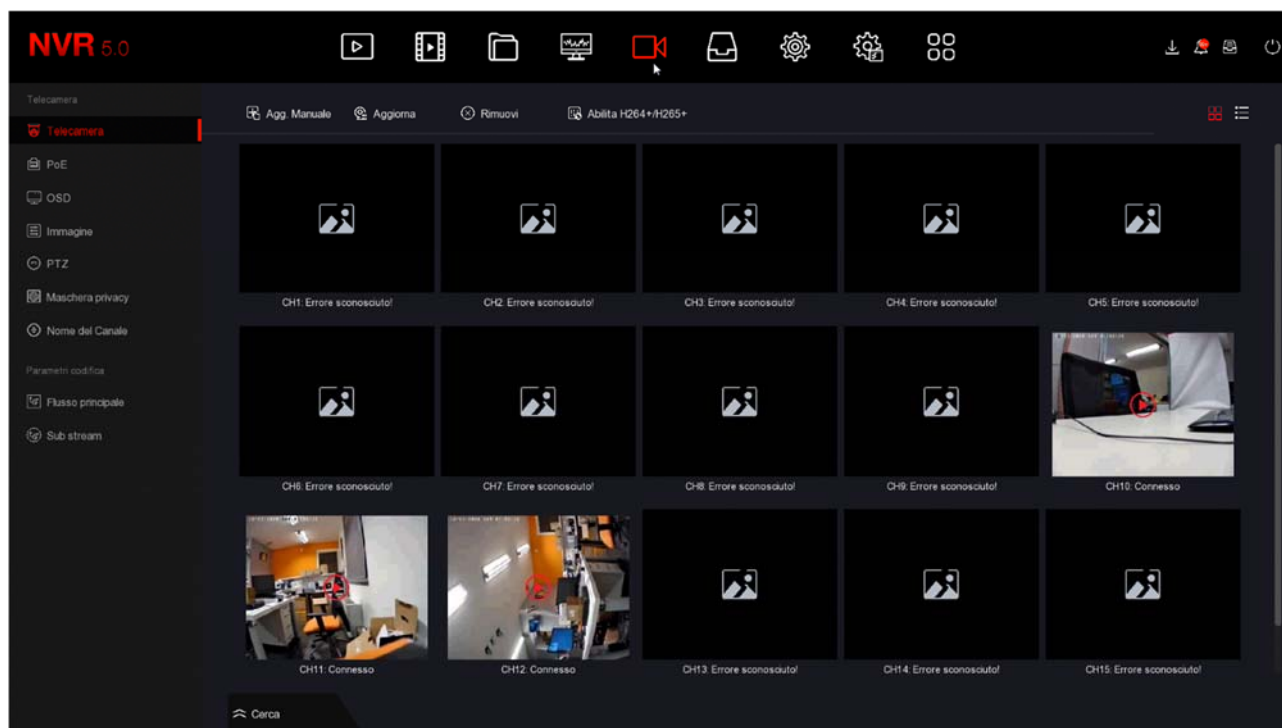 NVR 5.0
Telecamera
Telecamera
PoE
OSD
Immagine
PTZ
Maschera privacy
Nome del Canale
Parametri codifica
Flusso principale
Sub stream
Agg. Manuale Aggiorna Rimuovi Abilita H264+/H265+
CH1: Errore sconosciuto! CH2: Errore sconosciuto! CH3: Errore sconosciuto! CH4: Errore sconosciuto! CH5: Errore sconosciuto!
CH6: Errore sconosciuto! CH7: Errore sconosciuto! CH8: Errore sconosciuto! CH9: Errore sconosciuto! CH10: Connesso
CH11: Connesso CH12: Connesso CH13: Errore sconosciuto! CH14: Errore sconosciuto! CH15: Errore sconosciuto!
Cerca